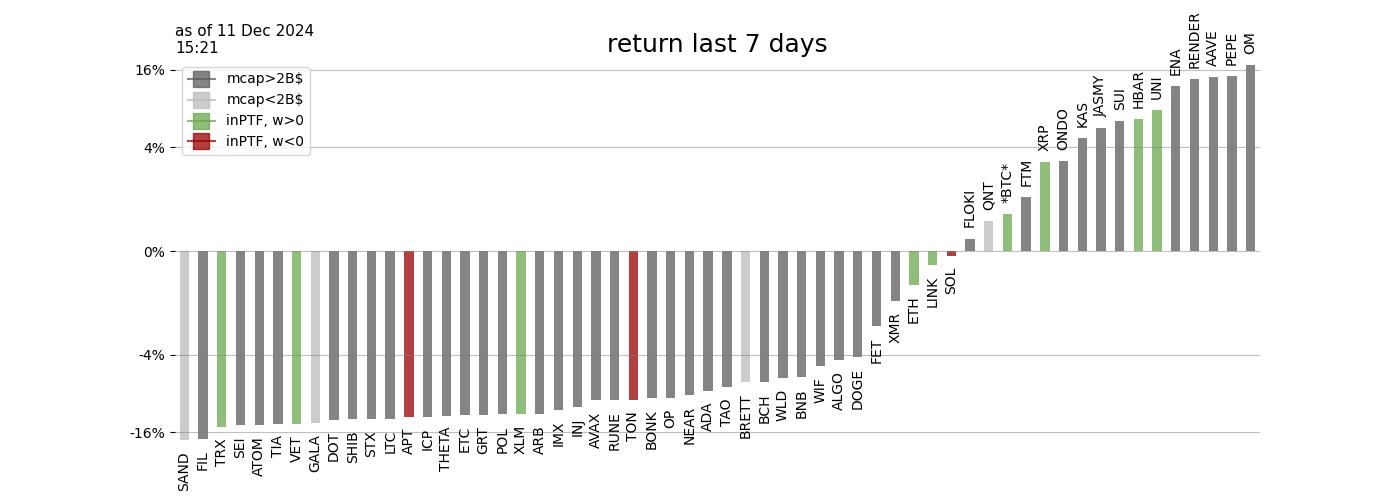 as of 11 Dec 2024
15:21
return last 7 days
mcap>2B$
mcap<2B$
inPTF, w>0
inPTF, w<0
16%
4%
0%
-4%
-16%
SAND
FIL
TRX
SEI
ATOM
TIA
VET
GALA
DOT
SHIB
STX
LTC
APT
ICP
THETA
ETC
GRT
POL
XLM
ARB
IMX
INJ
AVAX
RUNE
TON
BONK
OP
NEAR
ADA
TAO
BRETT
BCH
WLD
BNB
WIF
ALGO
DOGE
FET
XMR
ETH
LINK
SOL
FLOKI
QNT
*BTC*
FTM
XRP
ONDO
KAS
JASMY
SUI
HBAR
UNI
ENA
RENDER
AAVE
PEPE
OM